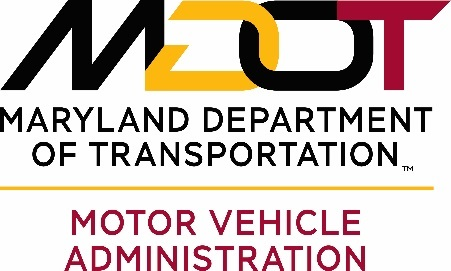 MDOT
MARYLAND DEPARTMENT
OF TRANSPORTATION™
MOTOR VEHICLE
ADMINISTRATION